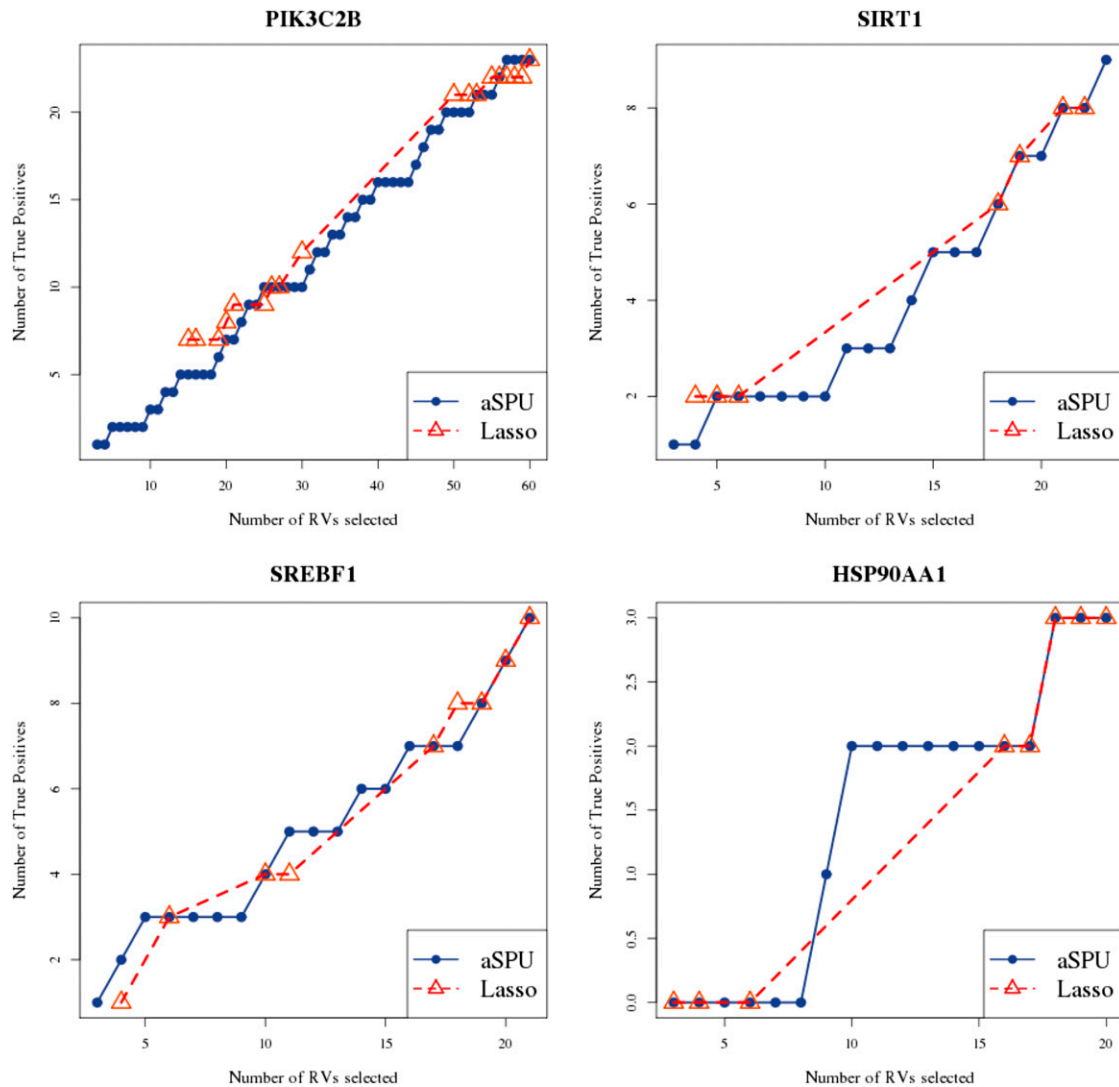 PIK3C2B
Number of True Positives
5 10 15 20
10 20 30 40 50 60
Number of RVs selected
aSPU
Lasso
SIRT1
Number of True Positives
2 4 6 8
5 10 15 20
Number of RVs selected
aSPU
Lasso
SREBF1
Number of True Positives
2 4 6 8 10
5 10 15 20
Number of RVs selected
aSPU
Lasso
HSP90AA1
Number of True Positives
0.0 0.5 1.0 1.5 2.0 2.5 3.0
5 10 15 20
Number of RVs selected
aSPU
Lasso